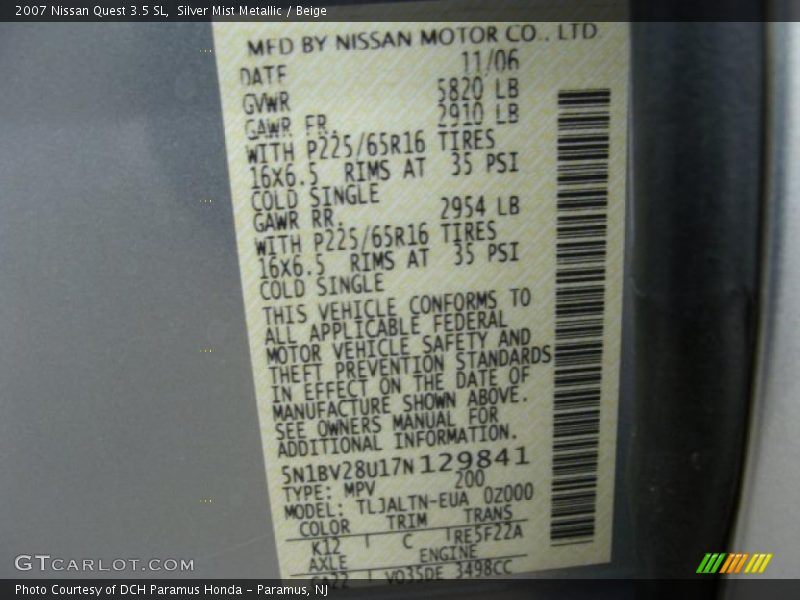 2007 Nissan Quest 3.5 SL,  Silver Mist Metallic / Beige
MFD BY NISSAN MOTOR CO., LTD
DATE 11/06
GVWR 5820 LB
GAWR FR. 2910 LB
WITH P225/65R16 TIRES
16X6.5 RIMS AT 35 PSI
COLD SINGLE
GAWR RR. 2954 LB
WITH P225/65R16 TIRES
16X6.5 RIMS AT 35 PSI
COLD SINGLE
THIS VEHICLE CONFORMS TO
ALL APPLICABLE FEDERAL
MOTOR VEHICLE SAFETY AND
THEFT PREVENTION STANDARDS
IN EFFECT ON THE DATE OF
MANUFACTURE SHOWN ABOVE.
SEE OWNERS MANUAL FOR
ADDITIONAL INFORMATION.
5N1BV28U17N129841
TYPE: MPV 200
MODEL: TLJALTN-EUA 0Z000
COLOR TRIM TRANS
K12 C RE5F22A
AXLE ENGINE
VQ35DE 3498CC
GTCARLOT.COM
Photo Courtesy of DCH Paramus Honda – Paramus, NJ